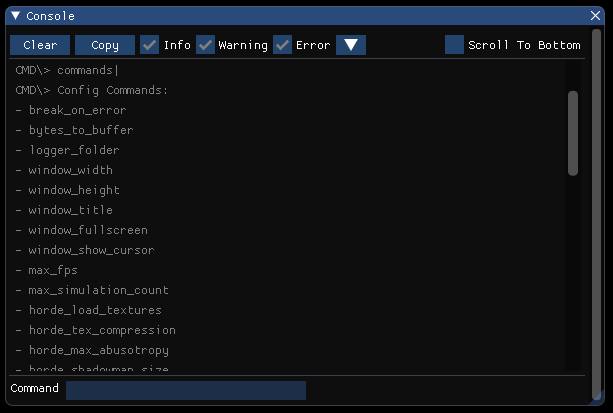 Console
Clear Copy Info Warning Error Scroll To Bottom
CMD\> commands|
CMD\> Config Commands:
- break_on_error
- bytes_to_buffer
- logger_folder
- window_width
- window_height
- window_title
- window_fullscreen
- window_show_cursor
- max_fps
- max_simulation_count
- horde_load_textures
- horde_tex_compression
- horde_max_abusotropy
- horde_shadowmap_size
Command